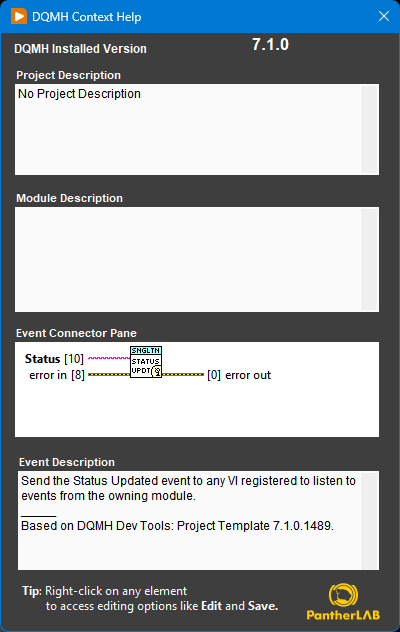 DQMH Context Help
DQMH Installed Version 7.1.0
Project Description
No Project Description
Module Description
Event Connector Pane
SNGLTN
Status [10] STATUS
error in [8] UPDT [0] error out
Event Description
Send the Status Updated event to any VI registered to listen to
events from the owning module.
Based on DQMH Dev Tools: Project Template 7.1.0.1489.
Tip: Right-click on any element
to access editing options like Edit and Save.
PantherLAB